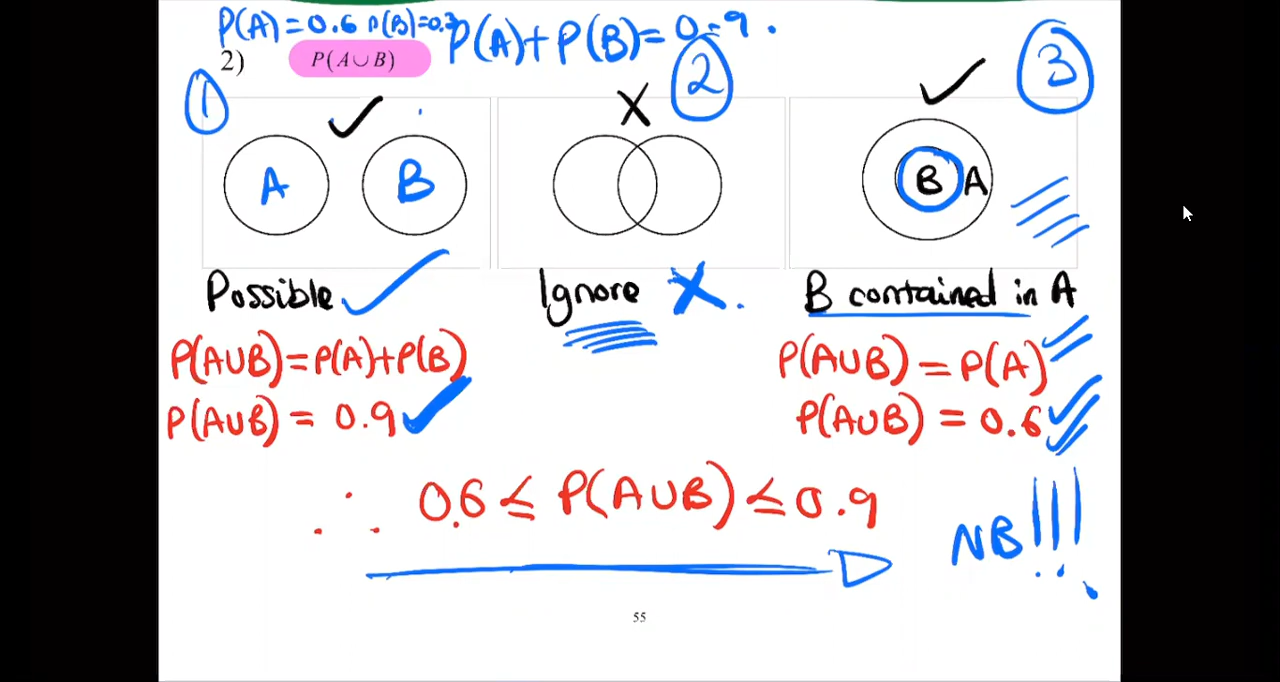 P(A)=0.6 P(B)=0.3 P(A)+P(B)=0.9.
2) P(A∪B)
1 2 3
A B B A
Possible Ignore B contained in A
P(A∪B)=P(A)+P(B) P(A∪B)=P(A)
P(A∪B)=0.9 P(A∪B)=0.6
∴ 0.6≤P(A∪B)≤0.9
NB!!!
55